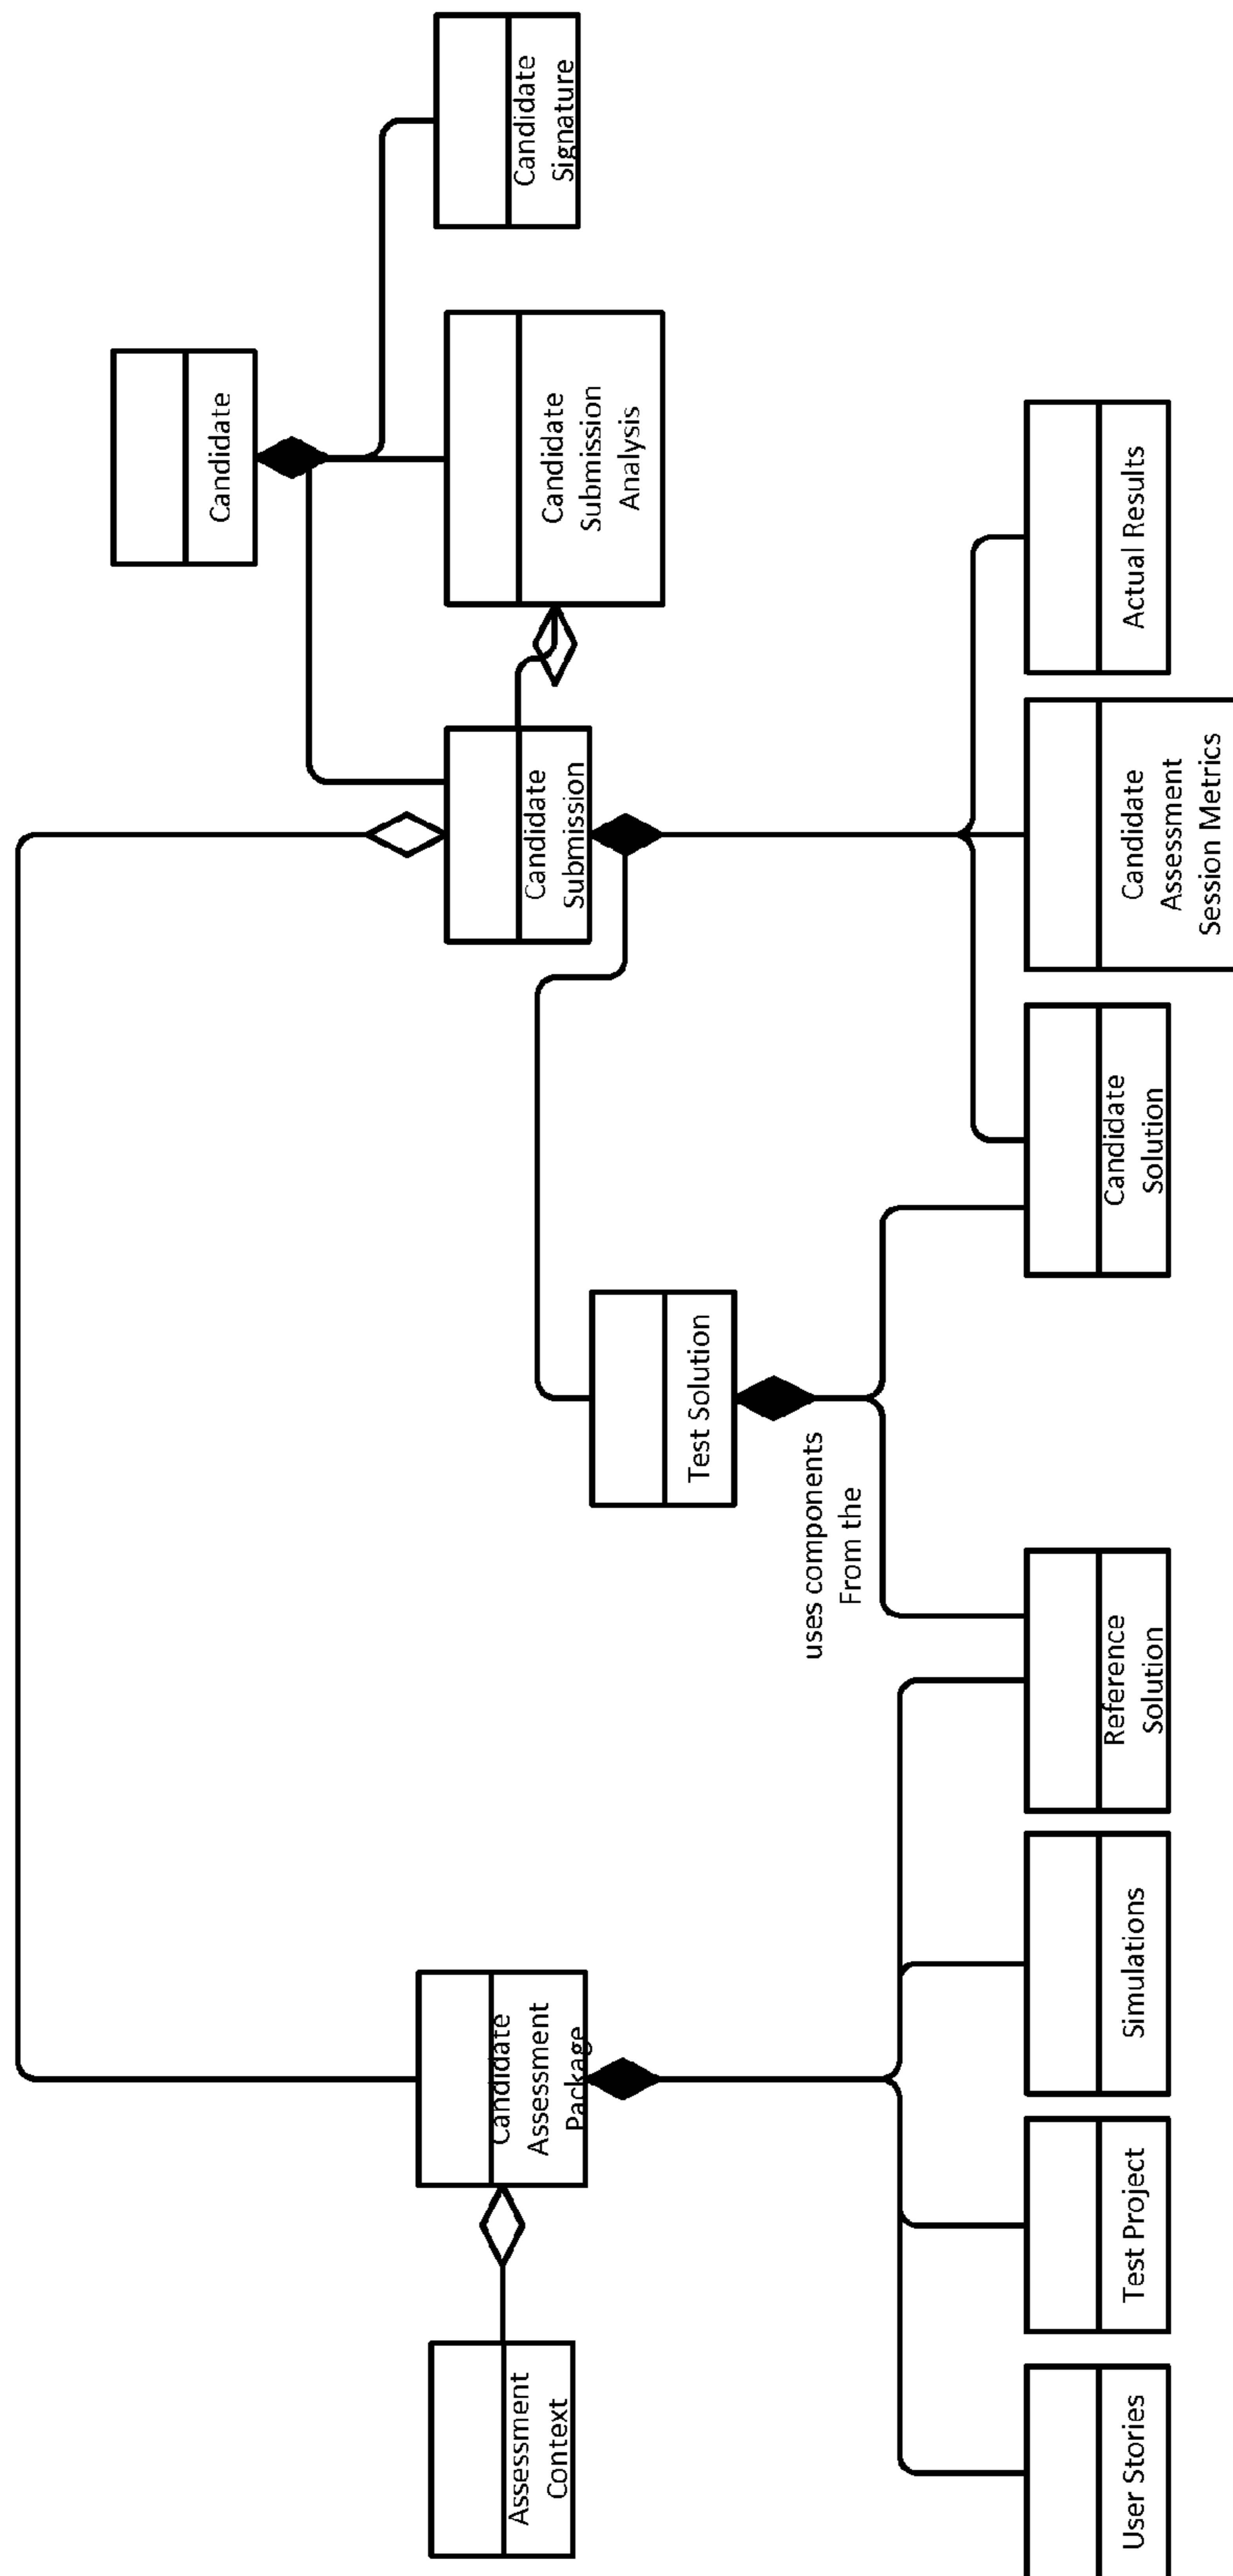 Candidate
Candidate
Signature
Candidate
Submission
Analysis
Candidate
Submission
Assessment
Context
Candidate
Assessment
Package
Test Solution
uses components
From the
User Stories
Test Project
Simulations
Reference
Solution
Candidate
Solution
Candidate
Assessment
Session Metrics
Actual Results